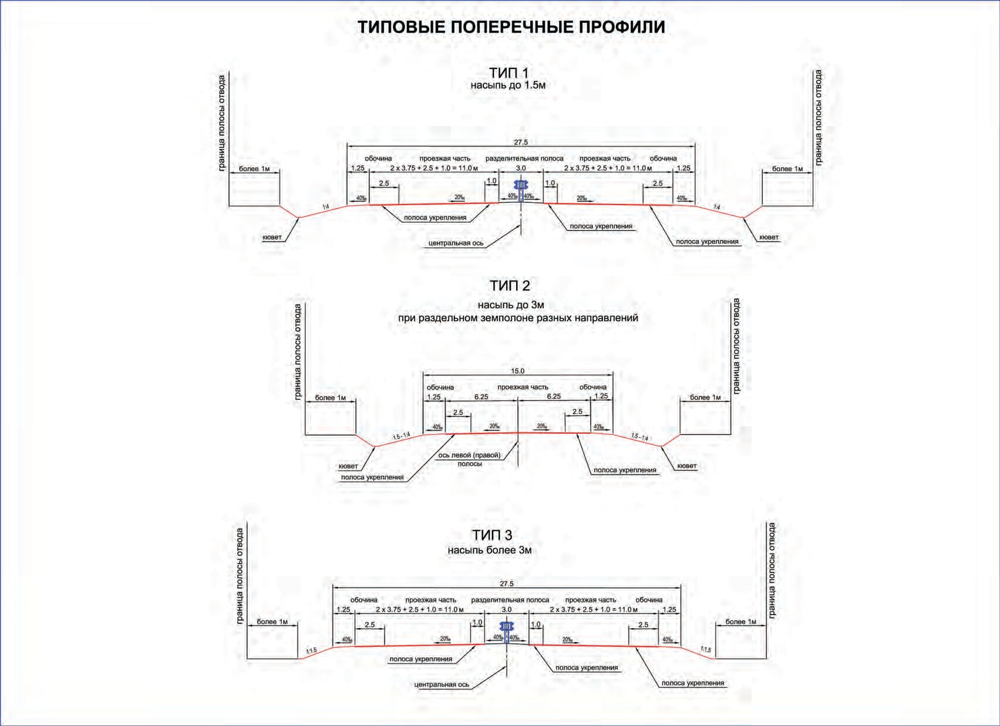 ТИПОВЫЕ ПОПЕРЕЧНЫЕ ПРОФИЛИ
ТИП 1
насыпь до 1.5м
граница полосы отвода
граница полосы отвода
27.5
обочина проезжая часть разделительная полоса проезжая часть обочина
более 1м 1.25 2 x 3.75 + 2.5 + 1.0 = 11.0 м 3.0 2 x 3.75 + 2.5 + 1.0 = 11.0 м 1.25 более 1м
2.5 1.0 1.0 2.5
40‰ 20‰ 40‰ 40‰ 20‰ 40‰
1:4 1:4
полоса укрепления полоса укрепления
кювет центральная ось полоса укрепления кювет
ТИП 2
насыпь до 3м
при раздельном земполоне разных направлений
граница полосы отвода
граница полосы отвода
15.0
обочина проезжая часть обочина
более 1м 1.25 6.25 6.25 1.25 более 1м
2.5 2.5
40‰ 20‰ 20‰ 40‰
1:5-1:4 1:5-1:4
ось левой (правой)
полосы
кювет полоса укрепления кювет
полоса укрепления
ТИП 3
насыпь более 3м
граница полосы отвода
граница полосы отвода
27.5
обочина проезжая часть разделительная полоса проезжая часть обочина
1.25 2 x 3.75 + 2.5 + 1.0 = 11.0 м 3.0 2 x 3.75 + 2.5 + 1.0 = 11.0 м 1.25
более 1м 2.5 1.0 1.0 2.5 более 1м
40‰ 20‰ 40‰ 40‰ 20‰ 40‰
1:1.5 1:1.5
полоса укрепления полоса укрепления
центральная ось полоса укрепления